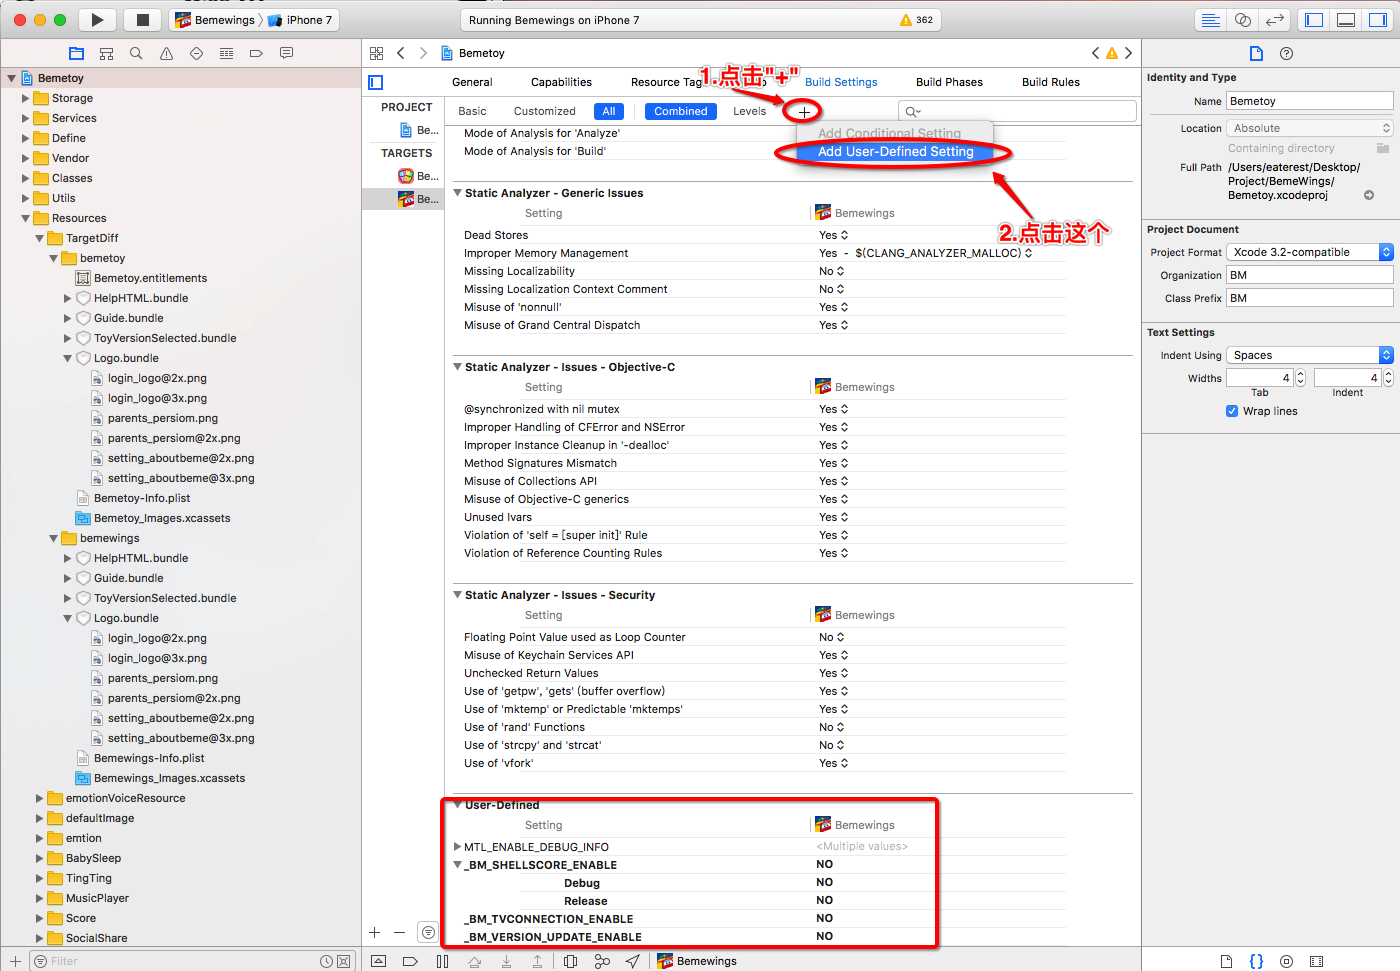 Bemewings
iPhone 7
Running Bemewings on iPhone 7
362
Bemetoy
Storage
Services
Define
Vendor
Classes
Utils
Resources
TargetDiff
bemetoy
Bemetoy.entitlements
HelpHTML.bundle
Guide.bundle
ToyVersionSelected.bundle
Logo.bundle
login_logo@2x.png
login_logo@3x.png
parents_persiom.png
parents_persiom@2x.png
setting_aboutbeme@2x.png
setting_aboutbeme@3x.png
Bemetoy-Info.plist
Bemetoy_Images.xcassets
bemewings
HelpHTML.bundle
Guide.bundle
ToyVersionSelected.bundle
Logo.bundle
login_logo@2x.png
login_logo@3x.png
parents_persiom.png
parents_persiom@2x.png
setting_aboutbeme@2x.png
setting_aboutbeme@3x.png
Bemewings-Info.plist
Bemewings_Images.xcassets
emotionVoiceResource
defaultImage
emtion
BabySleep
TingTing
MusicPlayer
Score
SocialShare
Filter
Bemetoy
General
Capabilities
Resource Tag
o
Build Settings
Build Phases
Build Rules
1.点击"+"
PROJECT
Be...
TARGETS
Be...
Be...
Basic
Customized
All
Combined
Levels
Add Conditional Setting
Add User-Defined Setting
2.点击这个
Mode of Analysis for 'Analyze'
Mode of Analysis for 'Build'
Static Analyzer - Generic Issues
Setting
Bemewings
Dead Stores
Yes
Improper Memory Management
Yes - $(CLANG_ANALYZER_MALLOC)
Missing Localizability
No
Missing Localization Context Comment
No
Misuse of 'nonnull'
Yes
Misuse of Grand Central Dispatch
Yes
Static Analyzer - Issues - Objective-C
Setting
Bemewings
@synchronized with nil mutex
Yes
Improper Handling of CFError and NSError
Yes
Improper Instance Cleanup in '-dealloc'
Yes
Method Signatures Mismatch
Yes
Misuse of Collections API
Yes
Misuse of Objective-C generics
Yes
Unused Ivars
Yes
Violation of 'self = [super init]' Rule
Yes
Violation of Reference Counting Rules
Yes
Static Analyzer - Issues - Security
Setting
Bemewings
Floating Point Value used as Loop Counter
No
Misuse of Keychain Services API
Yes
Unchecked Return Values
Yes
Use of 'getpw', 'gets' (buffer overflow)
Yes
Use of 'mktemp' or Predictable 'mktemps'
Yes
Use of 'rand' Functions
No
Use of 'strcpy' and 'strcat'
No
Use of 'vfork'
Yes
User-Defined
Setting
Bemewings
MTL_ENABLE_DEBUG_INFO
<Multiple values>
_BM_SHELLSCORE_ENABLE
NO
Debug
NO
Release
NO
_BM_TVCONNECTION_ENABLE
NO
_BM_VERSION_UPDATE_ENABLE
NO
Bemewings
Identity and Type
Name
Bemetoy
Location
Absolute
Containing directory
Full Path
/Users/eaterest/Desktop/
Project/BemeWings/
Bemetoy.xcodeproj
Project Document
Project Format
Xcode 3.2-compatible
Organization
BM
Class Prefix
BM
Text Settings
Indent Using
Spaces
Widths
4
4
Tab
Indent
Wrap lines